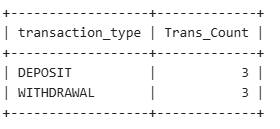 +------------------+-------------+
| transaction_type | Trans_Count |
+------------------+-------------+
| DEPOSIT          |           3 |
| WITHDRAWAL       |           3 |
+------------------+-------------+